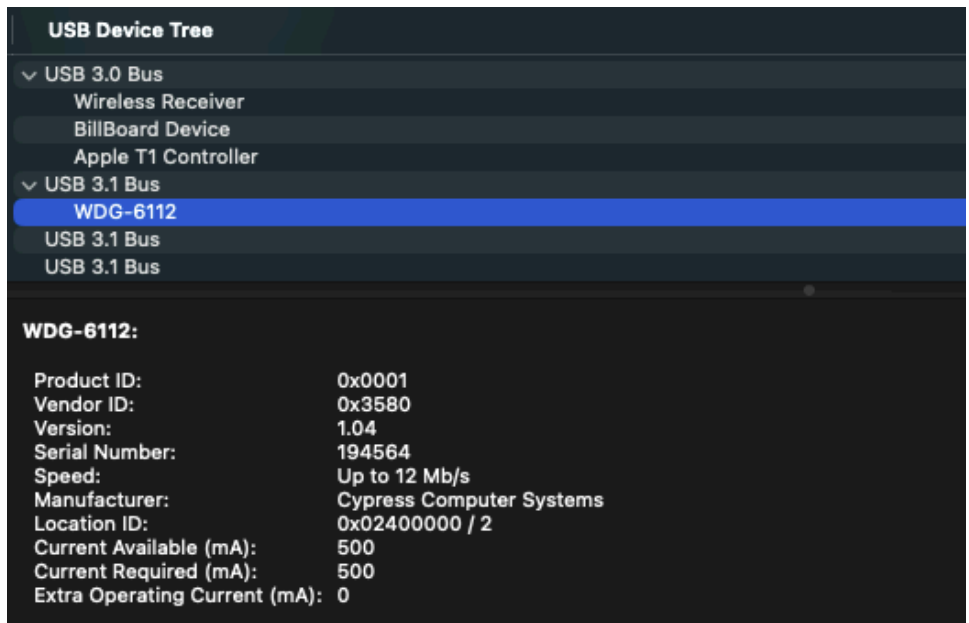 USB Device Tree
USB 3.0 Bus
Wireless Receiver
BillBoard Device
Apple T1 Controller
USB 3.1 Bus
WDG-6112
USB 3.1 Bus
USB 3.1 Bus
WDG-6112:
Product ID: 0x0001
Vendor ID: 0x3580
Version: 1.04
Serial Number: 194564
Speed: Up to 12 Mb/s
Manufacturer: Cypress Computer Systems
Location ID: 0x02400000 / 2
Current Available (mA): 500
Current Required (mA): 500
Extra Operating Current (mA): 0